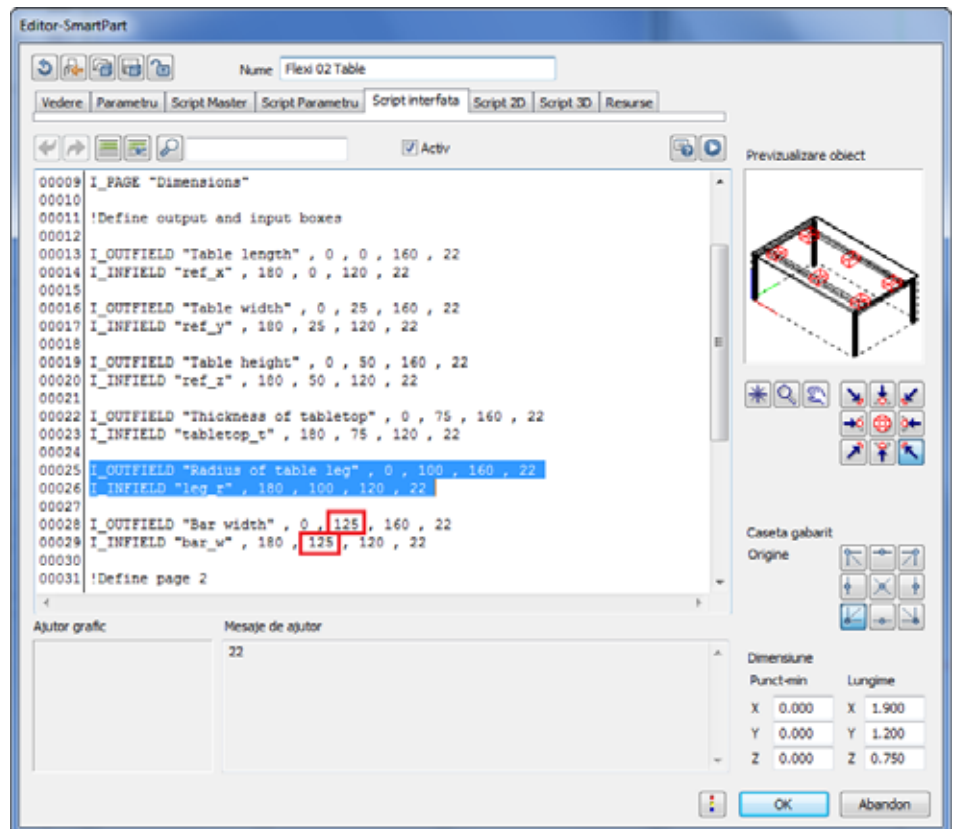 Editor-SmartPart
Nume Flexi 02 Table
Vedere Parametru Script Master Script Parametru Script interfata Script 2D Script 3D Resurse
Activ
Previzualizare obiect
00009 I_PAGE "Dimensions"
00010
00011 !Define output and input boxes
00012
00013 I_OUTFIELD "Table length" , 0 , 0 , 160 , 22
00014 I_INFIELD "ref_x" , 180 , 0 , 120 , 22
00015
00016 I_OUTFIELD "Table width" , 0 , 25 , 160 , 22
00017 I_INFIELD "ref_y" , 180 , 25 , 120 , 22
00018
00019 I_OUTFIELD "Table height" , 0 , 50 , 160 , 22
00020 I_INFIELD "ref_z" , 180 , 50 , 120 , 22
00021
00022 I_OUTFIELD "Thickness of tabletop" , 0 , 75 , 160 , 22
00023 I_INFIELD "tabletop_t" , 180 , 75 , 120 , 22
00024
00025 I_OUTFIELD "Radius of table leg" , 0 , 100 , 160 , 22
00026 I_INFIELD "leg_r" , 180 , 100 , 120 , 22
00027
00028 I_OUTFIELD "Bar width" , 0 , 125 , 160 , 22
00029 I_INFIELD "bar_w" , 180 , 125 , 120 , 22
00030
00031 !Define page 2
Caseta gabarit
Origine
Ajutor grafic Mesaje de ajutor
22
Dimensiune
Punct-min Lungime
X 0.000 X 1.900
Y 0.000 Y 1.200
Z 0.000 Z 0.750
OK Abandon